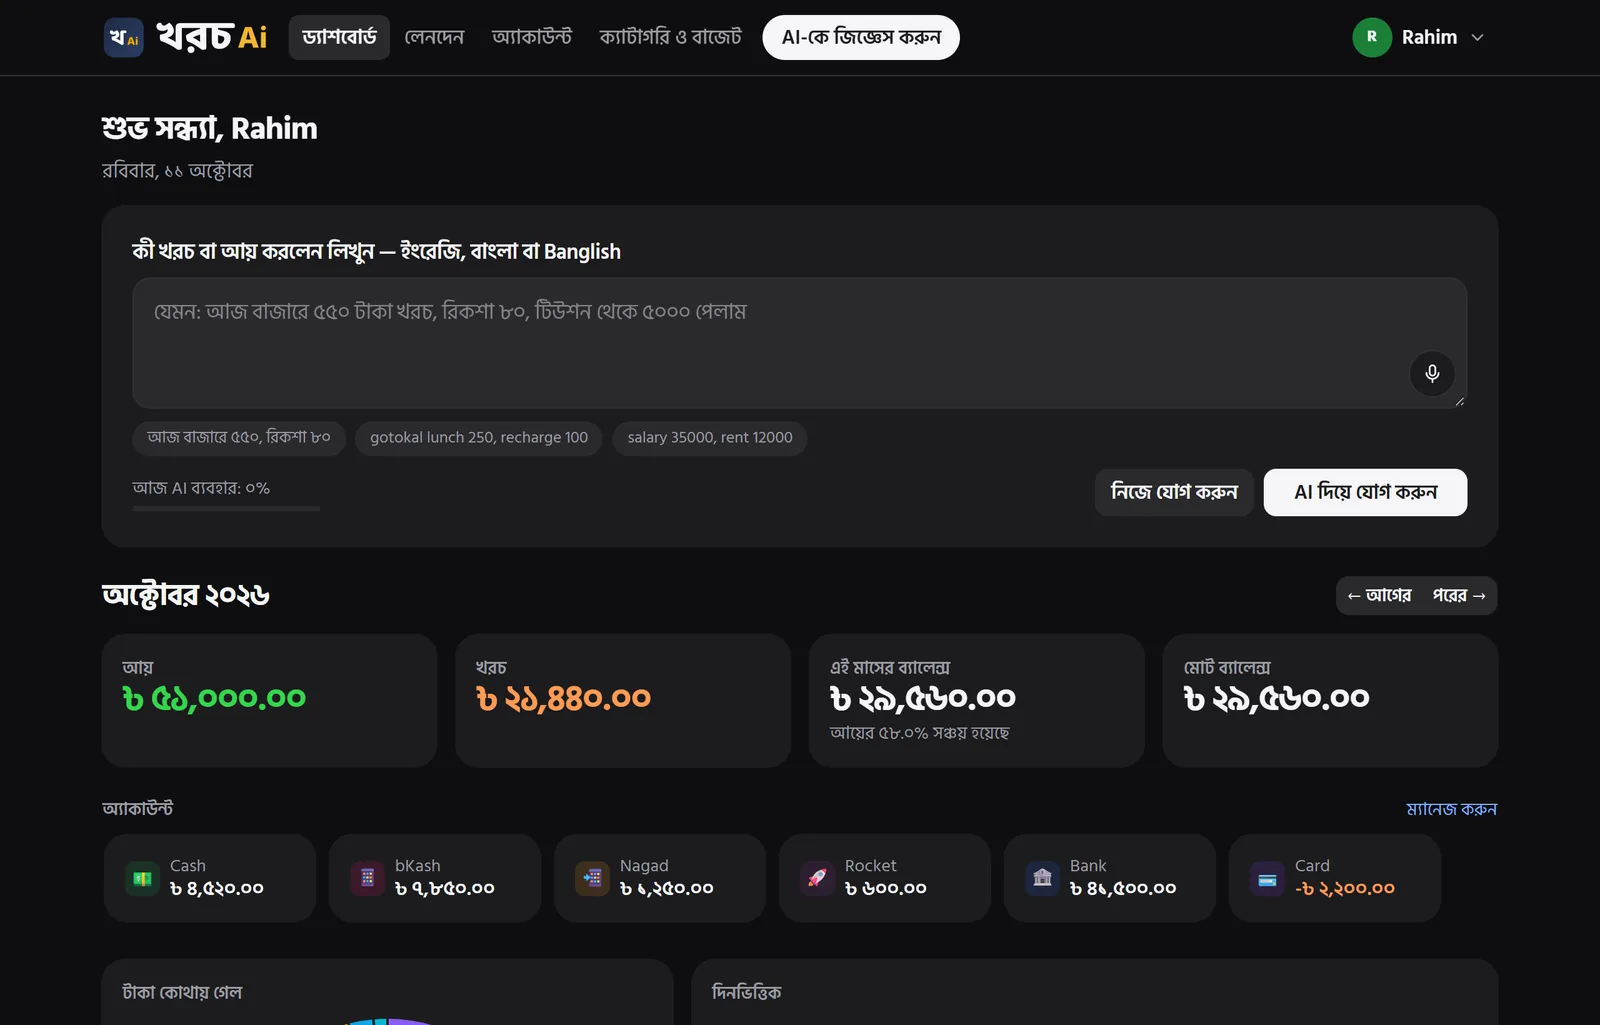 খ Ai খরচ Ai ড্যাশবোর্ড লেনদেন অ্যাকাউন্ট ক্যাটাগরি ও বাজেট AI-কে জিজ্ঞেস করুন R Rahim
শুভ সন্ধ্যা, Rahim
রবিবার, ১১ অক্টোবর
কী খরচ বা আয় করলেন লিখুন — ইংরেজি, বাংলা বা Banglish
যেমন: আজ বাজারে ৫৫০ টাকা খরচ, রিকশা ৮০, টিউশন থেকে ৫০০০ পেলাম
আজ বাজারে ৫৫০, রিকশা ৮০ gotokal lunch 250, recharge 100 salary 35000, rent 12000
আজ AI ব্যবহার: ০%
নিজে যোগ করুন AI দিয়ে যোগ করুন
অক্টোবর ২০২৬ ← আগের পরের →
আয় খরচ এই মাসের ব্যালেন্স মোট ব্যালেন্স
৳ ৫১,০০০.০০ ৳ ২১,৪৪০.০০ ৳ ২৯,৫৬০.০০ ৳ ২৯,৫৬০.০০
আয়ের ৫৮.০% সঞ্চয় হয়েছে
অ্যাকাউন্ট ম্যানেজ করুন
Cash bKash Nagad Rocket Bank Card
৳ ৪,৫২০.০০ ৳ ৭,৮৫০.০০ ৳ ১,২৫০.০০ ৳ ৬০০.০০ ৳ ৪১,৫০০.০০ -৳ ২,২০০.০০
টাকা কোথায় গেল দিনভিত্তিক